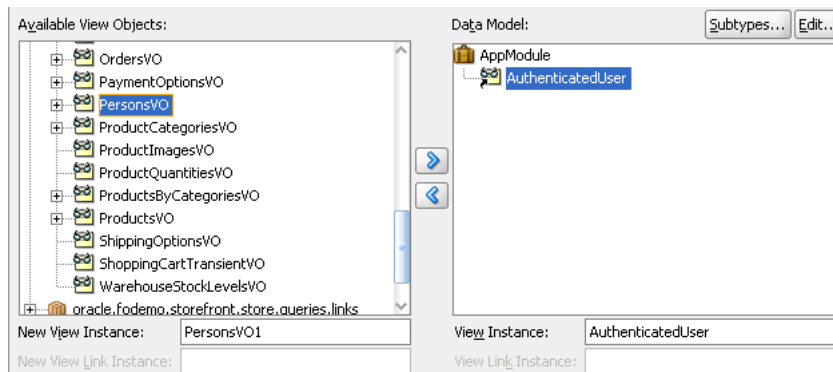 Available View Objects:
Data Model:
Subtypes...
Edit..
OrdersVO
PaymentOptionsVO
PersonsVO
ProductCategoriesVO
ProductImagesVO
ProductQuantitiesVO
ProductsByCategoriesVO
ProductsVO
ShippingOptionsVO
ShoppingCartTransientVO
WarehouseStockLevelsVO
oracle.fodemo.storefront.store.queries.links
AppModule
AuthenticatedUser
New View Instance:
PersonsVO1
View Instance:
AuthenticatedUser
New View Link Instance:
View Link Instance: